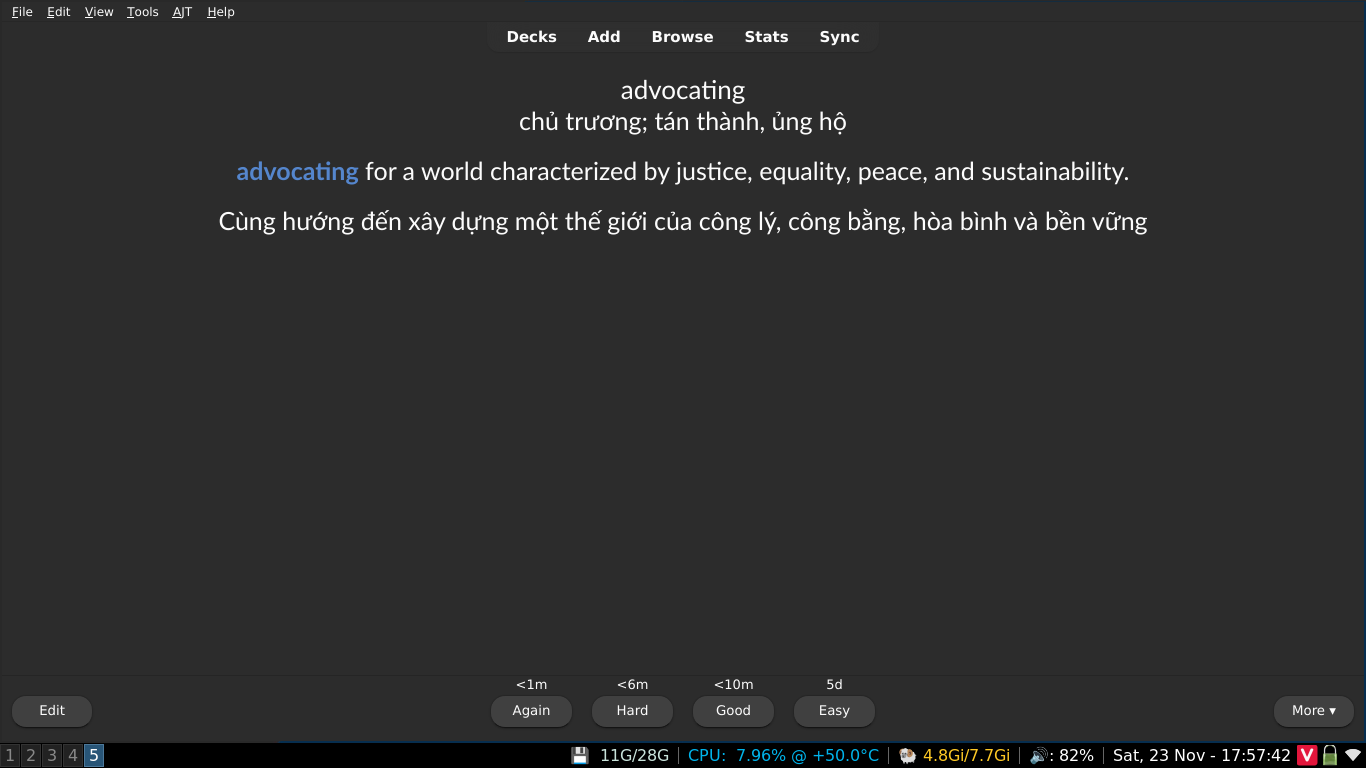 File Edit View Tools AJT Help
Decks Add Browse Stats Sync
advocating
chủ trương; tán thành, ủng hộ
advocating for a world characterized by justice, equality, peace, and sustainability.
Cùng hướng đến xây dựng một thế giới của công lý, công bằng, hòa bình và bền vững
<1m <6m <10m 5d
Edit Again Hard Good Easy More ▾
1 2 3 4 5 11G/28G CPU: 7.96% @ +50.0°C 4.8Gi/7.7Gi : 82% Sat, 23 Nov - 17:57:42 V